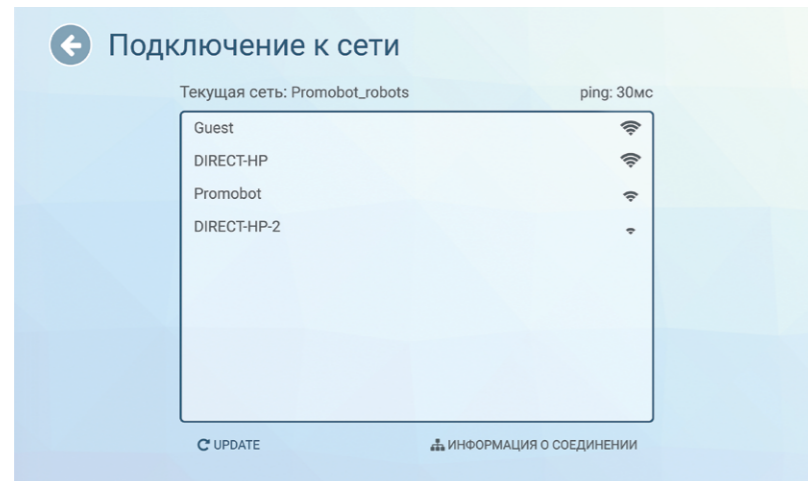 Подключение к сети
Текущая сеть: Promobot_robots ping: 30мс
Guest
DIRECT-HP
Promobot
DIRECT-HP-2
UPDATE ИНФОРМАЦИЯ О СОЕДИНЕНИИ